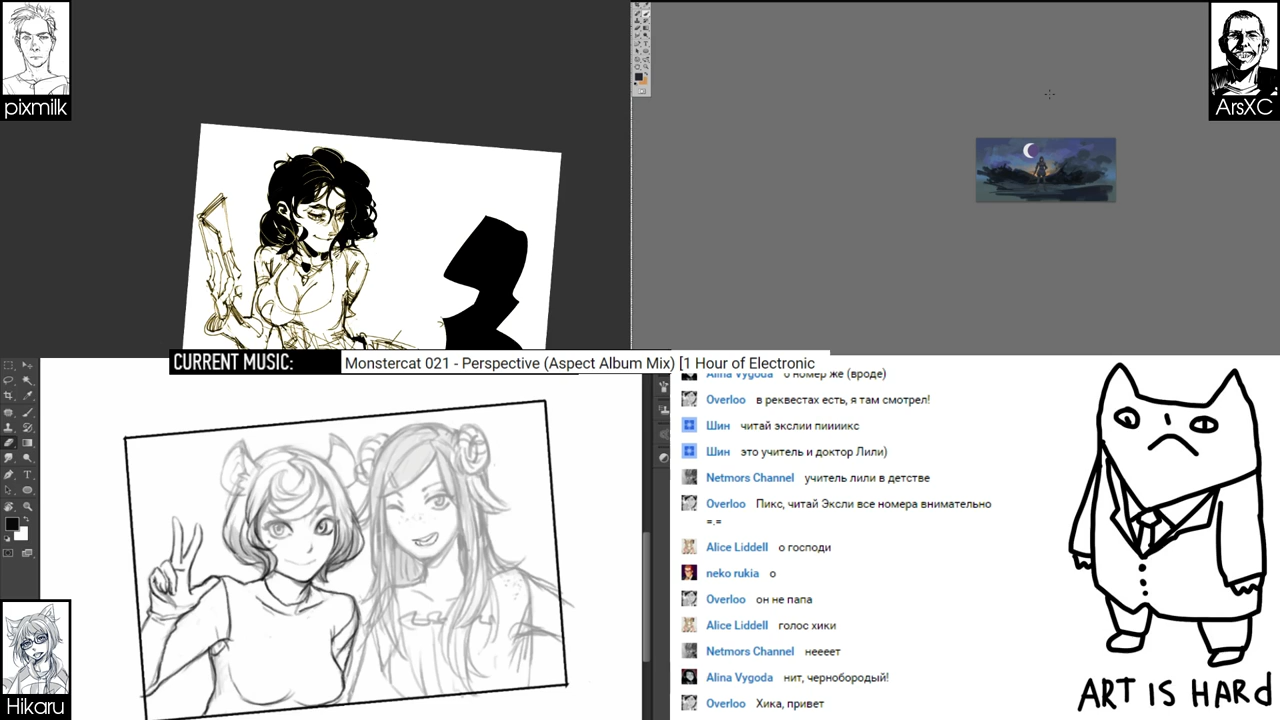 pixmilk
ArsXC
CURRENT MUSIC:
Monstercat 021 - Perspective (Aspect Album Mix) [1 Hour of Electronic
Alina Vygoda о номер же (вроде)
Overloo в реквестах есть, я там смотрел!
Шин читай экслии пиииикс
Шин это учитель и доктор Лили)
Netmors Channel учитель лили в детстве
Overloo Пикс, читай Эксли все номера внимательно
=.=
Alice Liddell о господи
neko rukia о
Overloo он не папа
Alice Liddell голос хики
Netmors Channel неееет
Alina Vygoda нит, чернобородый!
Overloo Хика, привет
Hikaru
ART IS HARd